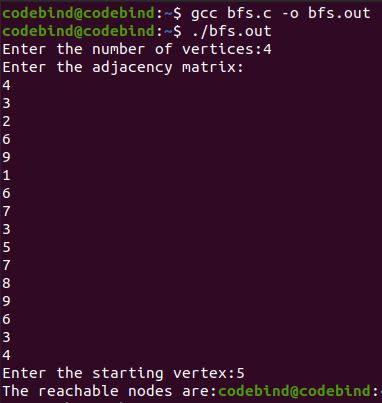 codebind@codebind:~$ gcc bfs.c -o bfs.out
codebind@codebind:~$ ./bfs.out
Enter the number of vertices:4
Enter the adjacency matrix:
4
3
2
6
9
1
6
7
3
5
7
8
9
6
3
4
Enter the starting vertex:5
The reachable nodes are:codebind@codebind: